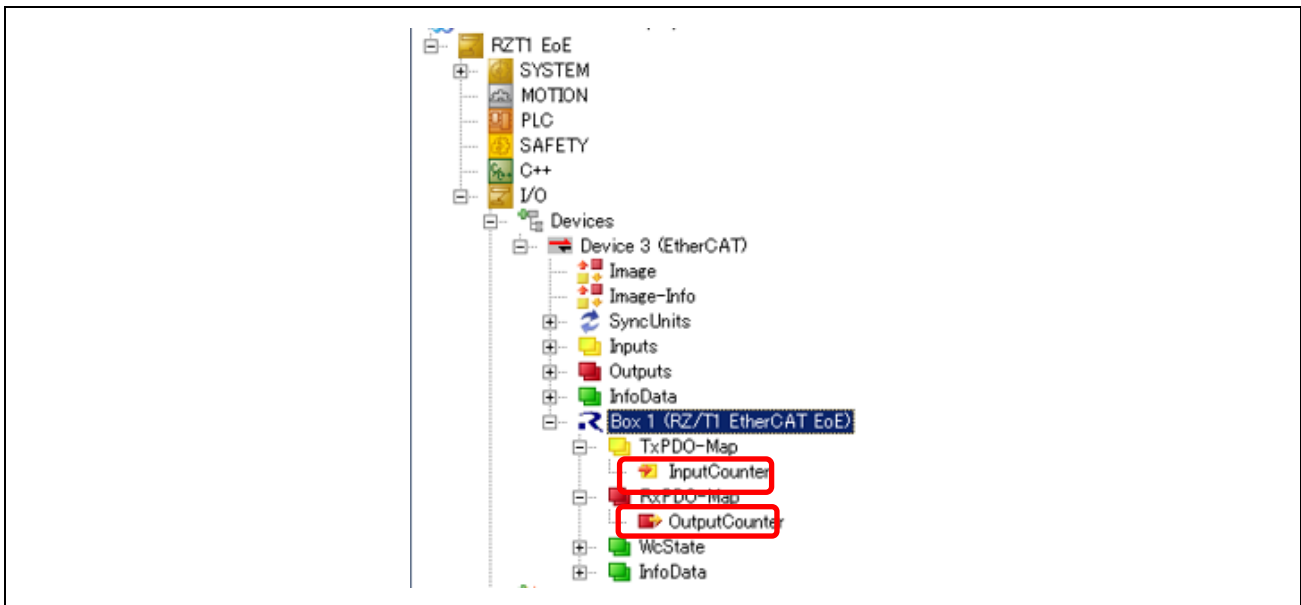 RZT1 EoE
SYSTEM
MOTION
PLC
SAFETY
C++
I/O
Devices
Device 3 (EtherCAT)
Image
Image-Info
SyncUnits
Inputs
Outputs
InfoData
Box 1 (RZ/T1 EtherCAT EoE)
TxPDO-Map
InputCounter
RxPDO-Map
OutputCounter
WcState
InfoData